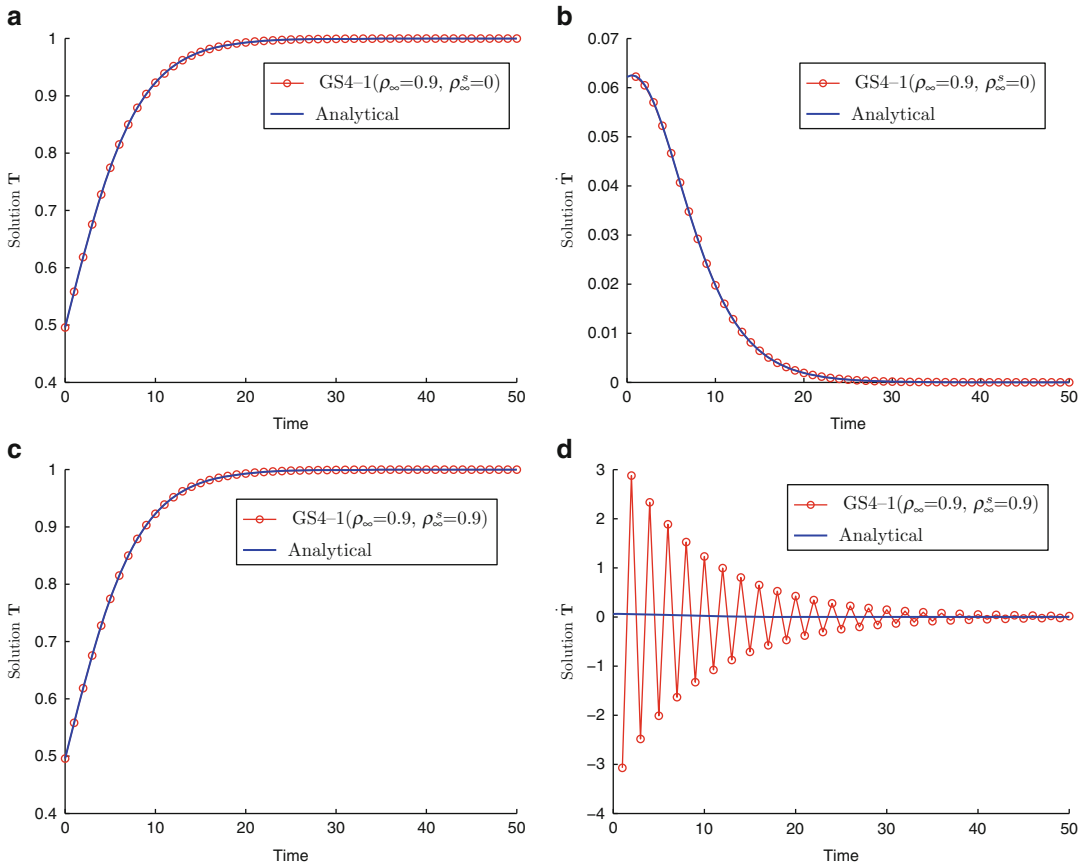 a
1
0.9
0.8
0.7
0.6
0.5
0.4
0 10 20 30 40 50
Solution T
Time
GS4–1(ρ∞=0.9, ρ∞ˢ=0)
Analytical
b
0.07
0.06
0.05
0.04
0.03
0.02
0.01
0
0 10 20 30 40 50
Solution Ṫ
Time
GS4–1(ρ∞=0.9, ρ∞ˢ=0)
Analytical
c
1
0.9
0.8
0.7
0.6
0.5
0.4
0 10 20 30 40 50
Solution T
Time
GS4–1(ρ∞=0.9, ρ∞ˢ=0.9)
Analytical
d
3
2
1
0
−1
−2
−3
−4
0 10 20 30 40 50
Solution Ṫ
Time
GS4–1(ρ∞=0.9, ρ∞ˢ=0.9)
Analytical